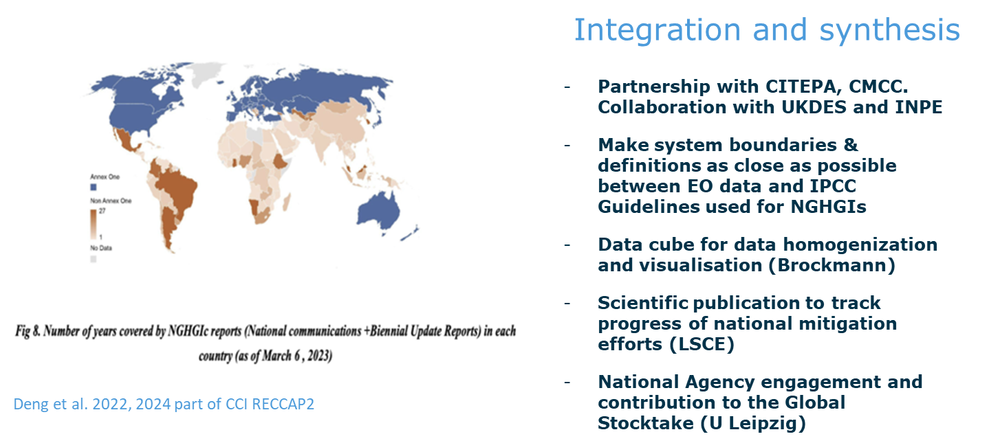 Integration and synthesis
- Partnership with CITEPA, CMCC.
Collaboration with UKDES and INPE
- Make system boundaries &
definitions as close as possible
between EO data and IPCC
Guidelines used for NGHGIs
- Data cube for data homogenization
and visualisation (Brockmann)
- Scientific publication to track
progress of national mitigation
efforts (LSCE)
- National Agency engagement and
contribution to the Global
Stocktake (U Leipzig)
Annex One
Non Annex One
27
1
No Data
Fig 8. Number of years covered by NGHGIc reports (National communications +Biennial Update Reports) in each
country (as of March 6 , 2023)
Deng et al. 2022, 2024 part of CCI RECCAP2